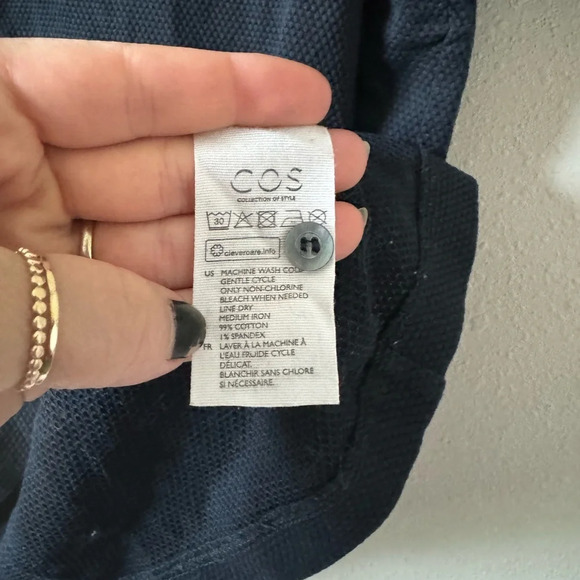 COS
COLLECTION OF STYLE
30
clevercare.info
US MACHINE WASH COLD
GENTLE CYCLE
ONLY NON-CHLORINE
BLEACH WHEN NEEDED
LINE DRY
MEDIUM IRON
99% COTTON
1% SPANDEX
FR LAVER À LA MACHINE À
L'EAU FRUIDE CYCLE
DÉLICAT.
BLANCHIR SANS CHLORE
SI NÉCESSAIRE.